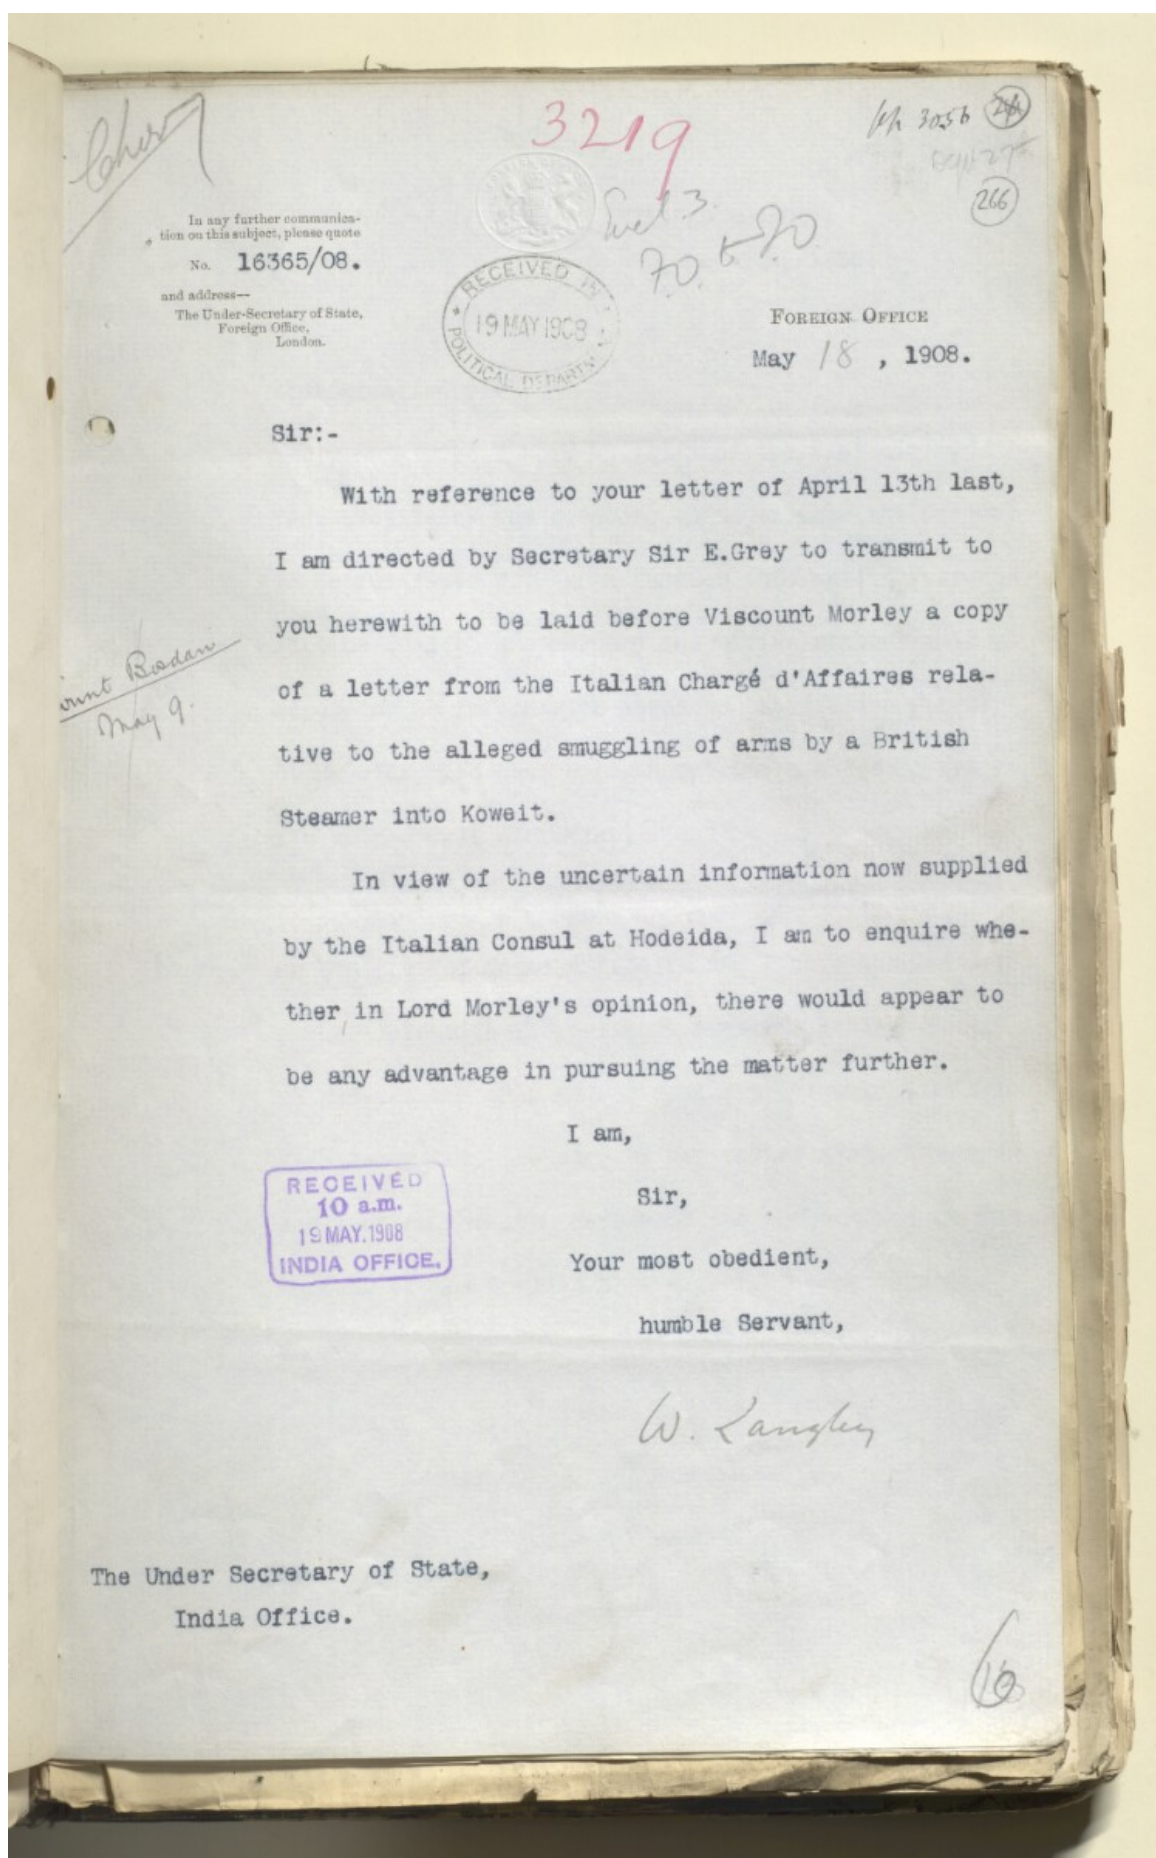 3219
266
In any further communica-
tion on this subject, please quote
No. 16365/08.
and address—
The Under-Secretary of State,
Foreign Office,
London.
RECEIVED IN
19 MAY 1908
POLITICAL DEPARTM
FOREIGN OFFICE
May 18, 1908.
Sir:-
With reference to your letter of April 13th last,
I am directed by Secretary Sir E.Grey to transmit to
you herewith to be laid before Viscount Morley a copy
of a letter from the Italian Chargé d'Affaires rela-
tive to the alleged smuggling of arms by a British
Steamer into Koweit.
May 9.
In view of the uncertain information now supplied
by the Italian Consul at Hodeida, I am to enquire whe-
ther in Lord Morley's opinion, there would appear to
be any advantage in pursuing the matter further.
I am,
Sir,
Your most obedient,
humble Servant,
RECEIVED
10 a.m.
19 MAY.1908
INDIA OFFICE.
W. Langley
The Under Secretary of State,
India Office.